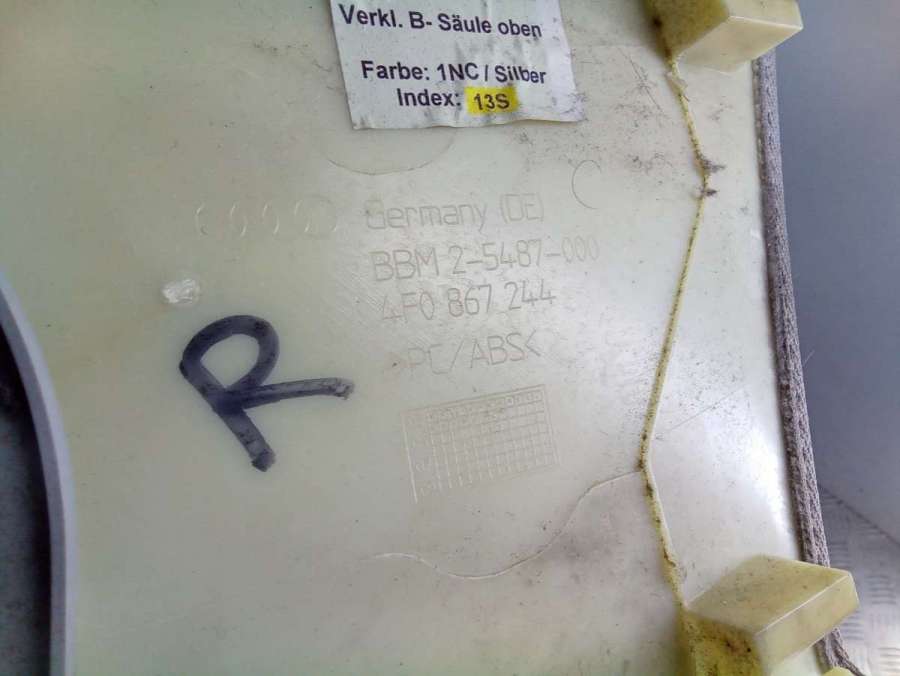 Verkl. B- Säule oben
Farbe: 1NC / Silber
Index: 13S
Germany (DE)
BBM 2-5487-000
4F0 867 244
PC/ABS<
R